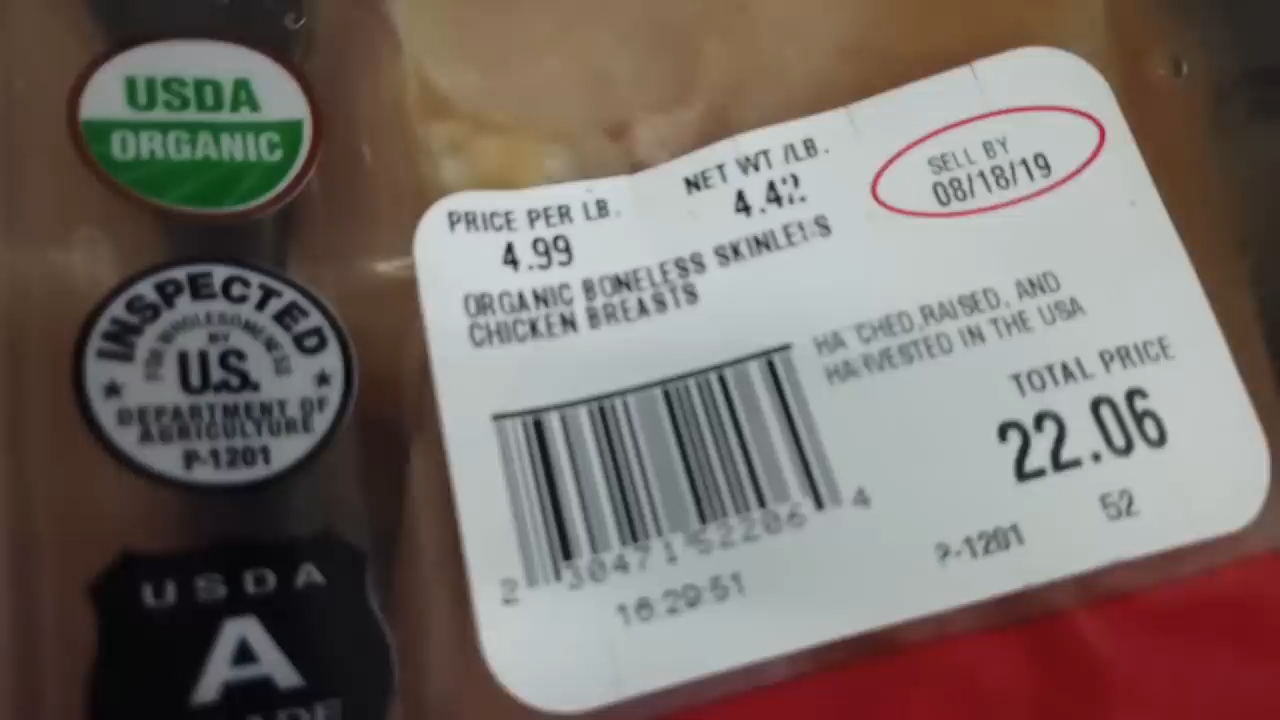 USDA
ORGANIC
INSPECTED
FOR WHOLESOMENESS
BY
U.S.
DEPARTMENT OF
AGRICULTURE
P-1201
USDA
A
PRICE PER LB.
4.99
NET WT /LB.
4.42
SELL BY
08/18/19
ORGANIC BONELESS SKINLESS
CHICKEN BREASTS
HATCHED, RAISED, AND
HARVESTED IN THE USA
TOTAL PRICE
22.06
2 30471 52206 4
16:29:51
P-1201
52